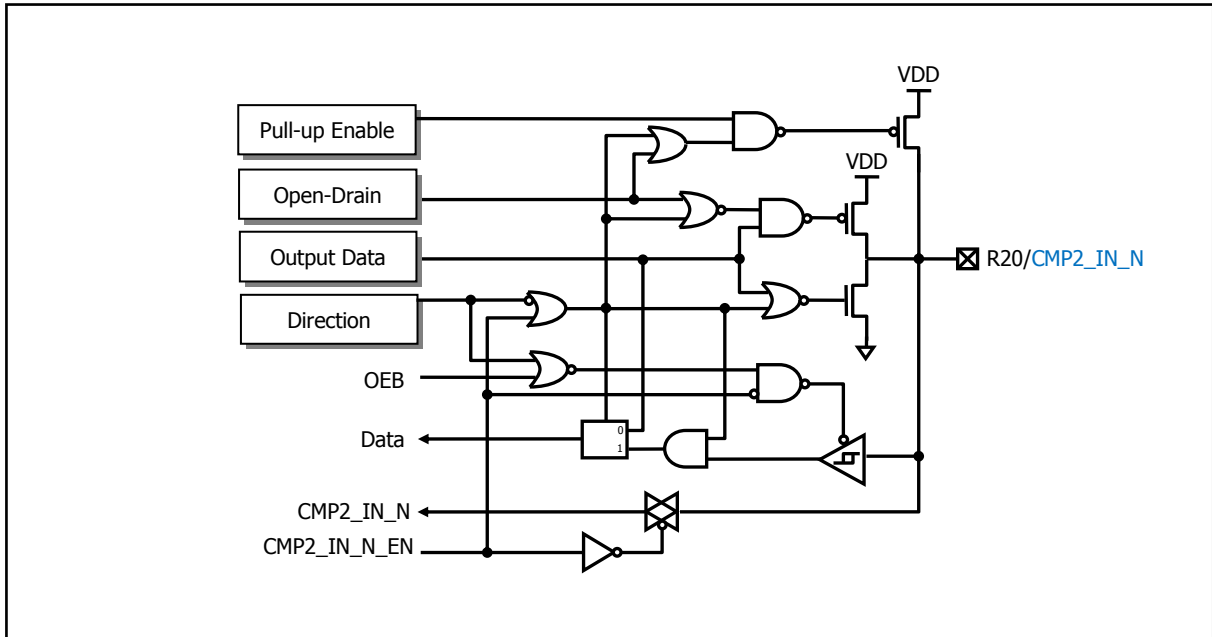 VDD
Pull-up Enable
VDD
Open-Drain
Output Data
R20/CMP2_IN_N
Direction
OEB
0
Data
1
CMP2_IN_N
CMP2_IN_N_EN